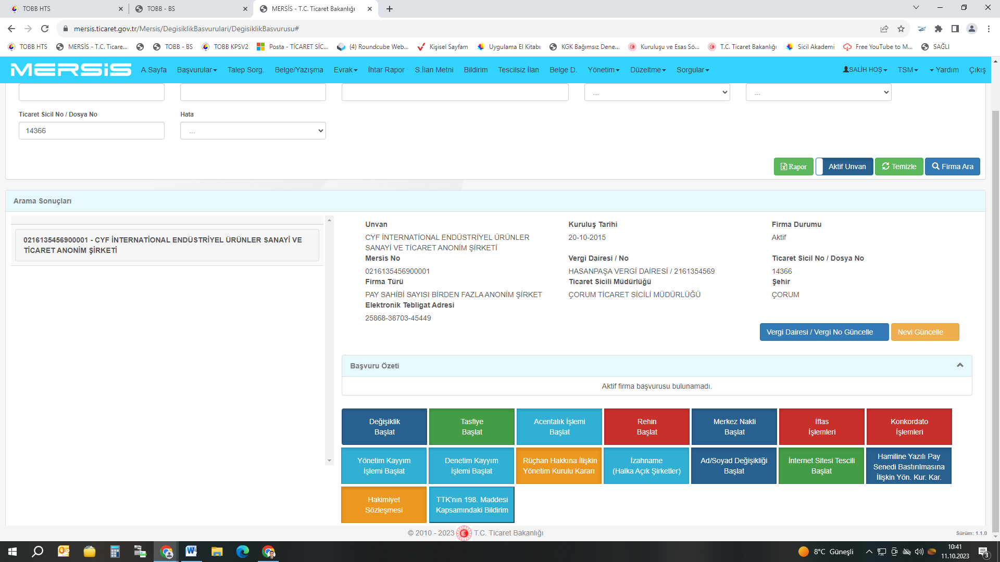 TOBB HTS
TOBB - BS
MERSİS - T.C. Ticaret Bakanlığı
mersis.ticaret.gov.tr/Mersis/DegisiklikBasvurulari/DegisiklikBasvurusu#
TOBB HTS
MERSİS - T.C. Ticare...
TOBB - BS
TOBB KPSV2
Posta - TİCARET SİC...
(4) Roundcube Web...
Kişisel Sayfam
Uygulama El Kitabı
KGK Bağımsız Dene...
Kuruluşu ve Esas Sö...
T.C. Ticaret Bakanlığı
Sicil Akademi
Free YouTube to M...
SAĞLI
MERSiS
A.Sayfa
Başvurular
Talep Sorg.
Belge/Yazışma
Evrak
İhtar Rapor
S.İlan Metni
Bildirim
Tescilsiz İlan
Belge D.
Yönetim
Düzeltme
Sorgular
SALİH HOŞ
TSM
Yardım
Çıkış
...
...
Ticaret Sicil No / Dosya No
Hata
14366
...
Rapor
Aktif Unvan
Temizle
Firma Ara
Arama Sonuçları
0216135456900001 - CYF İNTERNATİONAL ENDÜSTRİYEL ÜRÜNLER SANAYİ VE
TİCARET ANONİM ŞİRKETİ
Unvan
Kuruluş Tarihi
Firma Durumu
CYF İNTERNATİONAL ENDÜSTRİYEL ÜRÜNLER
SANAYİ VE TİCARET ANONİM ŞİRKETİ
20-10-2015
Aktif
Mersis No
Vergi Dairesi / No
Ticaret Sicil No / Dosya No
0216135456900001
HASANPAŞA VERGİ DAİRESİ / 2161354569
14366
Firma Türü
Ticaret Sicili Müdürlüğü
Şehir
PAY SAHİBİ SAYISI BİRDEN FAZLA ANONİM ŞİRKET
ÇORUM TİCARET SİCİLİ MÜDÜRLÜĞÜ
ÇORUM
Elektronik Tebligat Adresi
25868-38703-45449
Vergi Dairesi / Vergi No Güncelle
Nevi Güncelle
Başvuru Özeti
Aktif firma başvurusu bulunamadı.
Değişiklik
Başlat
Tasfiye
Başlat
Acentalık İşlemi
Başlat
Rehin
Başlat
Merkez Nakli
Başlat
İflas
İşlemleri
Konkordato
İşlemleri
Yönetim Kayyım
İşlemi Başlat
Denetim Kayyım
İşlemi Başlat
Rüçhan Hakkına İlişkin
Yönetim Kurulu Kararı
İzahname
(Halka Açık Şirketler)
Ad/Soyad Değişikliği
Başlat
İnternet Sitesi Tescili
Başlat
Hamiline Yazılı Pay
Senedi Bastırılmasına
İlişkin Yön. Kur. Kar.
Hakimiyet
Sözleşmesi
TTK'nın 198. Maddesi
Kapsamındaki Bildirim
© 2010 - 2023 T.C. Ticaret Bakanlığı
Sürüm: 1.1.0
8°C Güneşli
10:41
11.10.2023
3